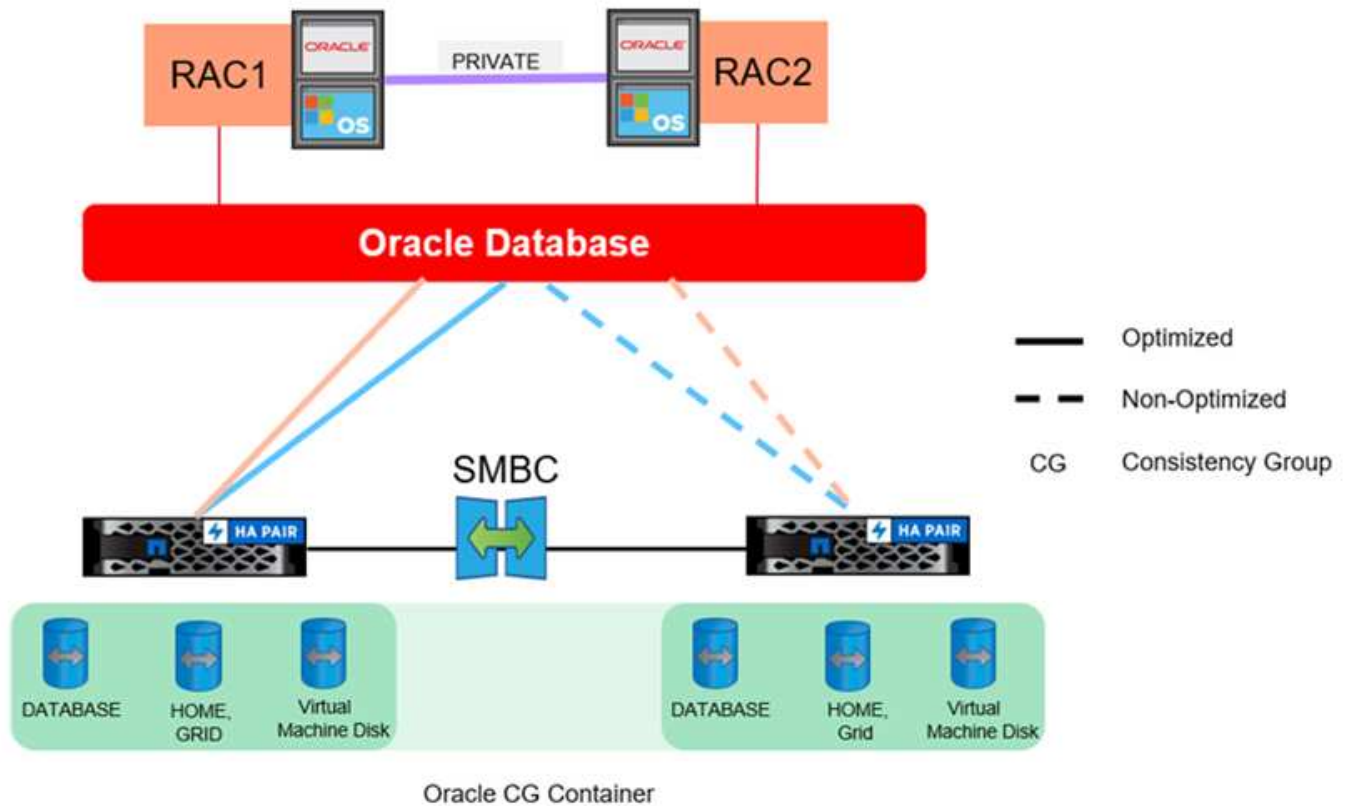 RAC1
ORACLE
OS
PRIVATE
ORACLE
OS
RAC2
Oracle Database
Optimized
Non-Optimized
CG Consistency Group
SMBC
HA PAIR
HA PAIR
DATABASE
HOME,
GRID
Virtual
Machine Disk
DATABASE
HOME,
Grid
Virtual
Machine Disk
Oracle CG Container